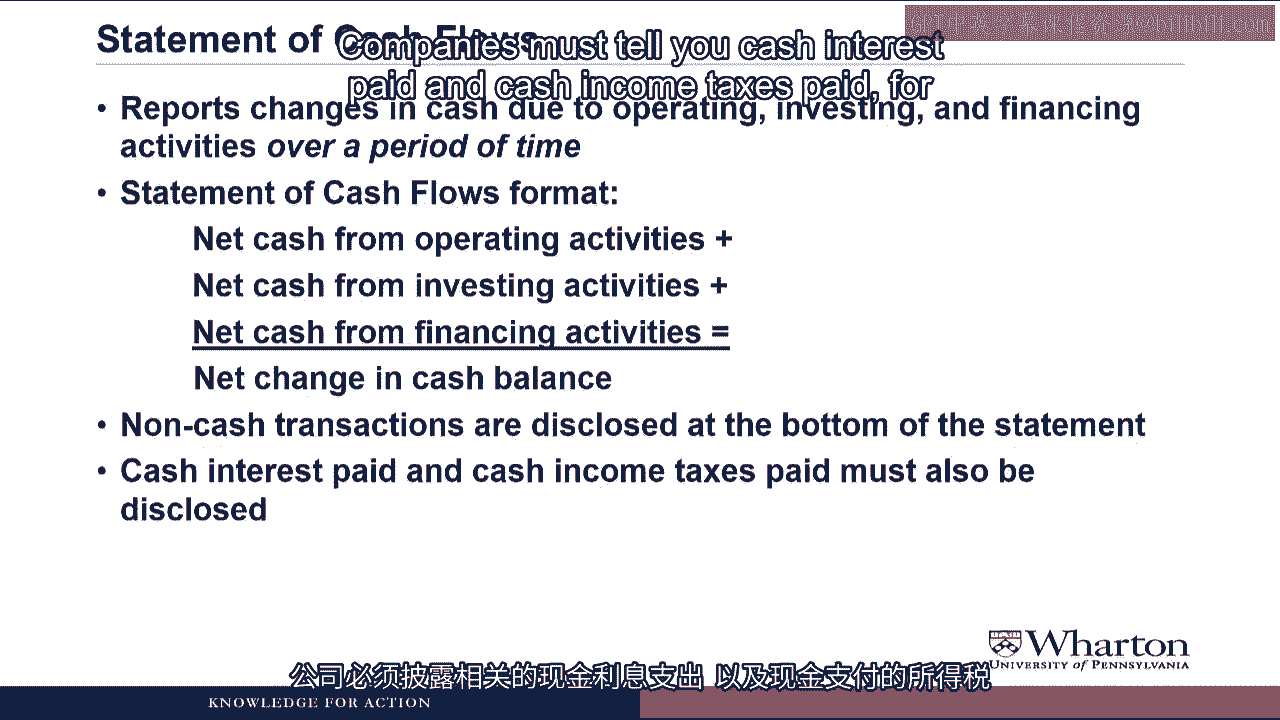 Statement of Cash Flows
Companies must tell you cash interest
paid and cash income taxes paid, for
• Reports changes in cash due to operating, investing, and financing
activities over a period of time
• Statement of Cash Flows format:
Net cash from operating activities +
Net cash from investing activities +
Net cash from financing activities =
Net change in cash balance
• Non-cash transactions are disclosed at the bottom of the statement
• Cash interest paid and cash income taxes paid must also be
disclosed
Wharton
UNIVERSITY of PENNSYLVANIA
公司必须披露相关的现金利息支出 以及现金支付的所得税
KNOWLEDGE FOR ACTION